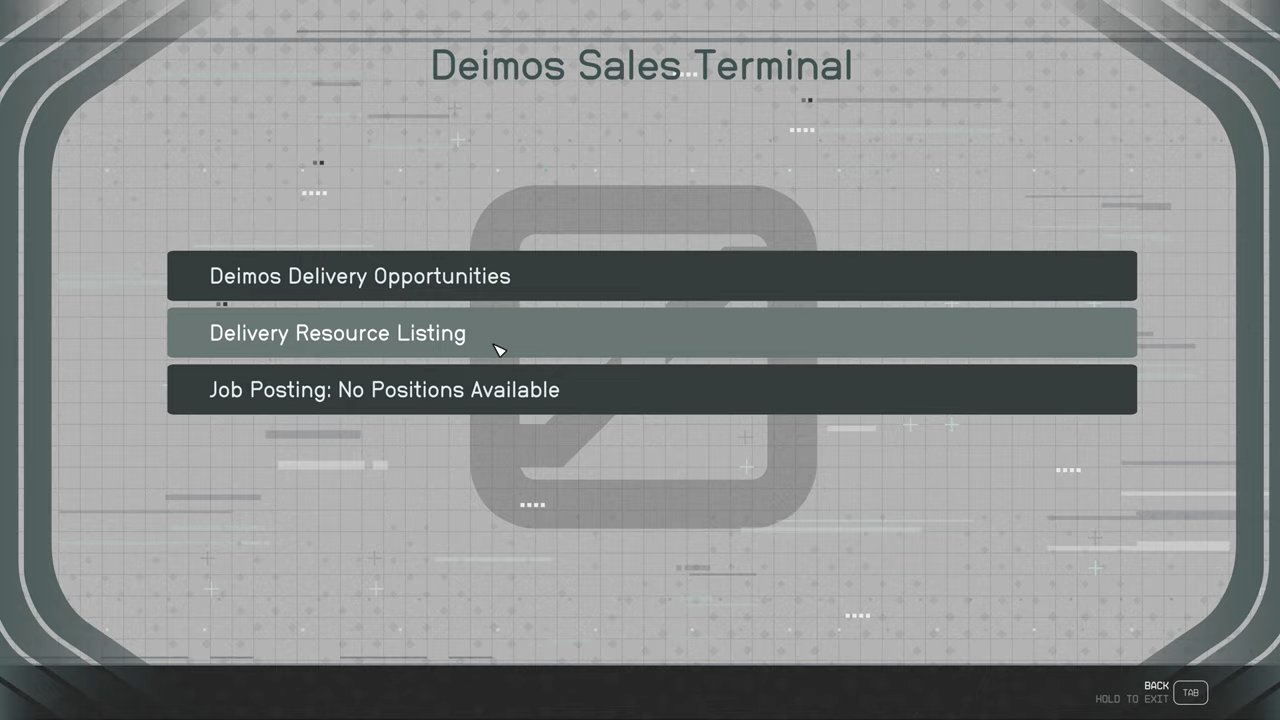 Deimos Sales Terminal
Deimos Delivery Opportunities
Delivery Resource Listing
Job Posting: No Positions Available
BACK
HOLD TO EXIT TAB